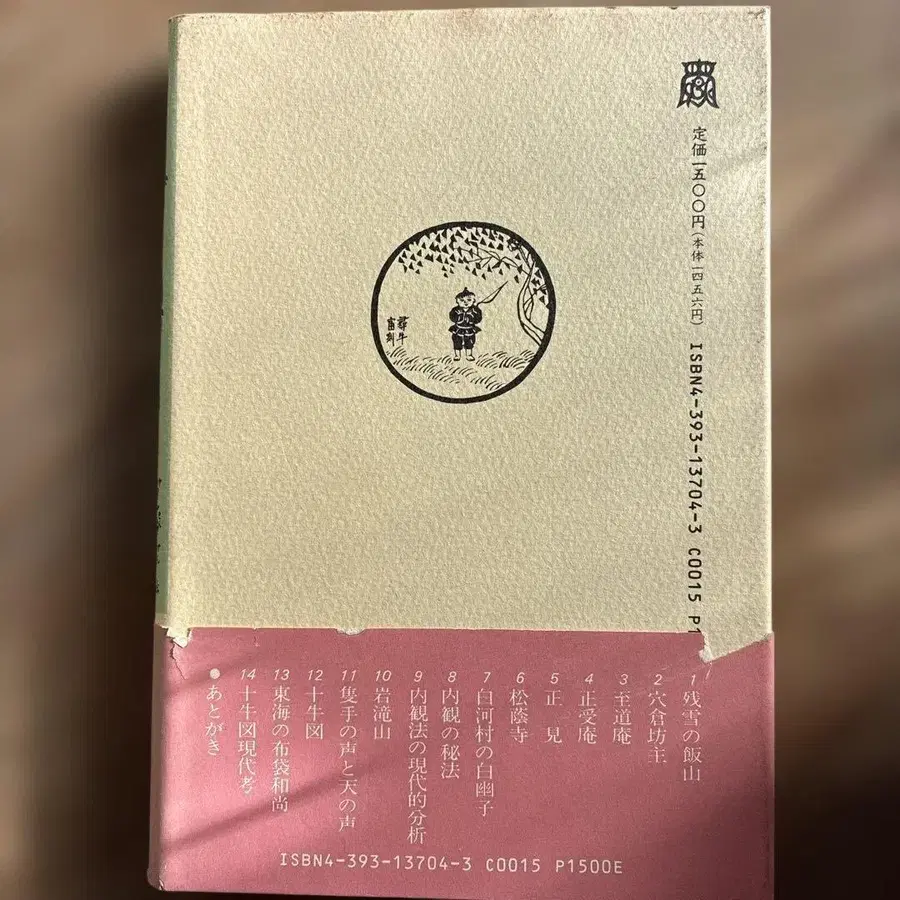 定価一五〇〇円(本体一四五六円) ISBN4-393-13704-3 C0015 P1
尋牛
1 残雪の飯山
2 穴倉坊主
3 至道庵
4 正受庵
5 正見
6 松蔭寺
7 白河村の白幽子
8 内観の秘法
9 内観法の現代的分析
10 岩滝山
11 隻手の声と天の声
12 十牛図
13 東海の布袋和尚
14 十牛図現代考
●あとがき
ISBN4-393-13704-3 C0015 P1500E